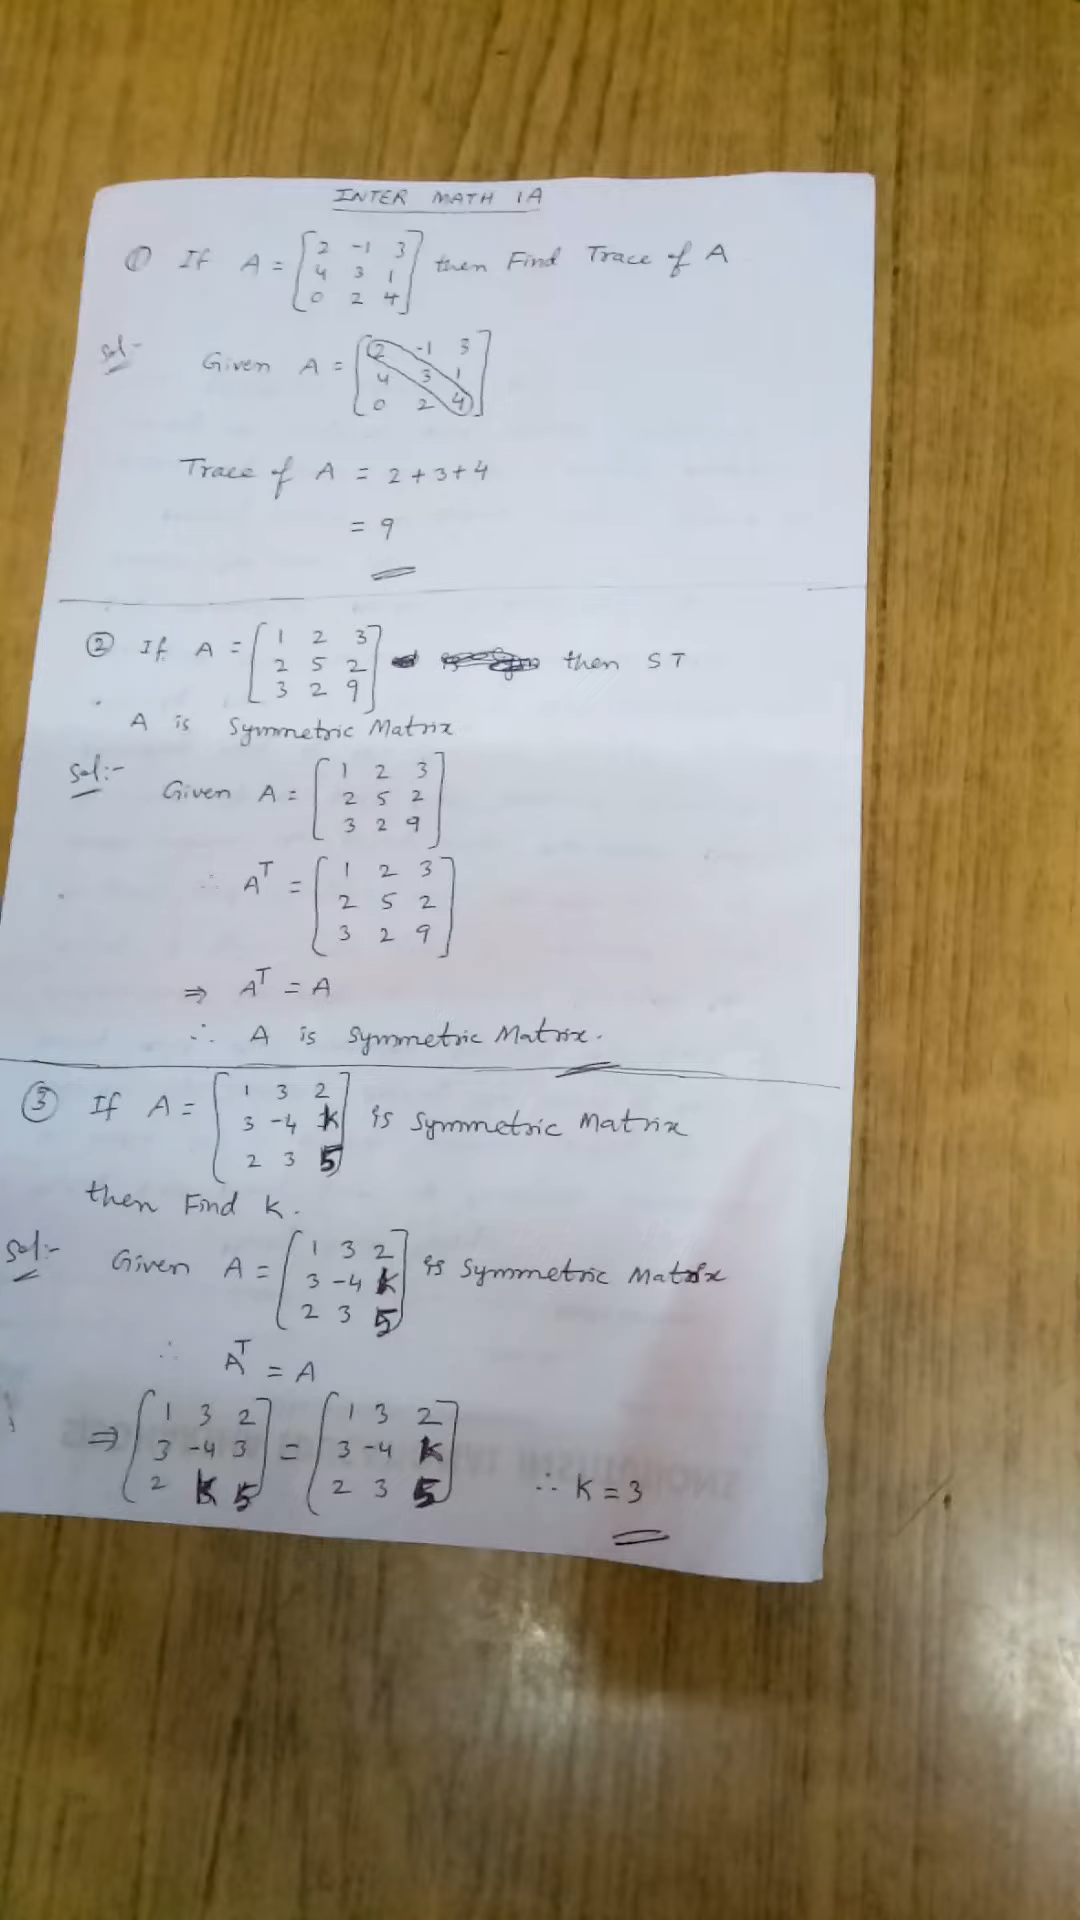 INTER MATH 1A
① If A = [2 -1 3
4 3 1
0 2 4] then Find Trace of A
Sol:-
Given A = [2 -1 3
4 3 1
0 2 4]
Trace of A = 2+3+4
= 9
② If A = [1 2 3
2 5 2
3 2 9] then ST
A is Symmetric Matrix
Sol:-
Given A = [1 2 3
2 5 2
3 2 9]
∴ Aᵀ = [1 2 3
2 5 2
3 2 9]
⇒ Aᵀ = A
∴ A is Symmetric Matrix.
③ If A = [1 3 2
3 -4 k
2 3 5] is Symmetric Matrix
then Find k.
Sol:-
Given A = [1 3 2
3 -4 k
2 3 5] is Symmetric Matrix
∴ Aᵀ = A
⇒ [1 3 2
3 -4 3
2 k 5] = [1 3 2
3 -4 k
2 3 5] ∴ K = 3